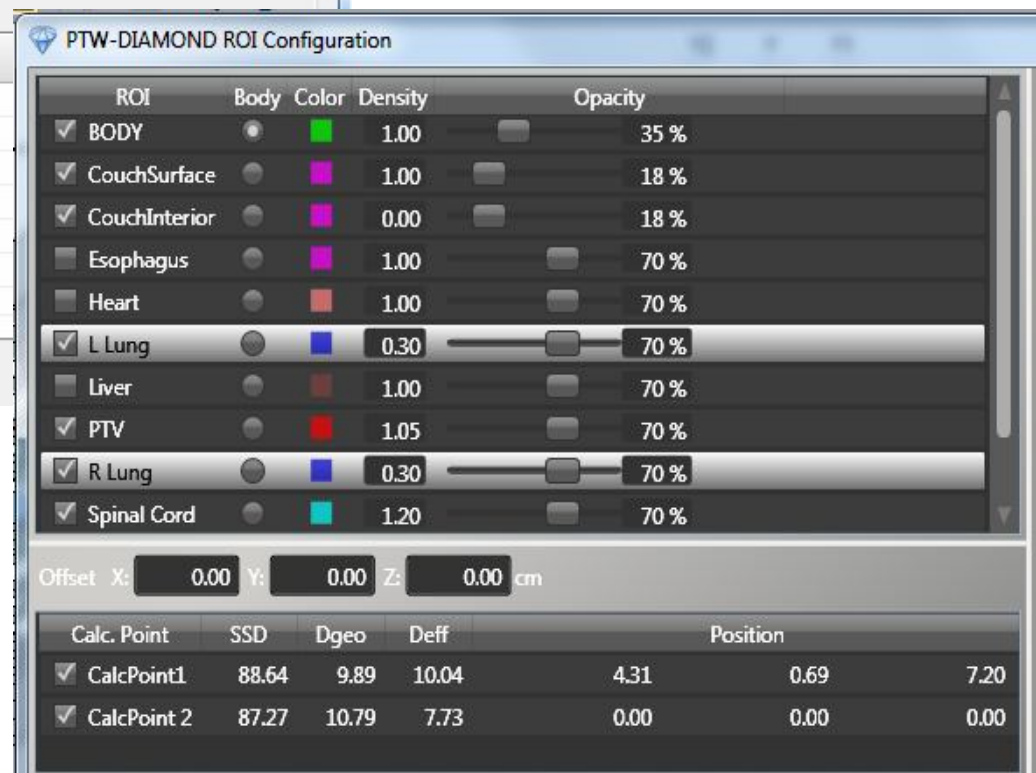 PTW-DIAMOND ROI Configuration
ROI Body Color Density Opacity
BODY 1.00 35 %
CouchSurface 1.00 18 %
CouchInterior 0.00 18 %
Esophagus 1.00 70 %
Heart 1.00 70 %
L Lung 0.30 70 %
Liver 1.00 70 %
PTV 1.05 70 %
R Lung 0.30 70 %
Spinal Cord 1.20 70 %
Offset X: 0.00 Y: 0.00 Z: 0.00 cm
Calc. Point SSD Dgeo Deff Position
CalcPoint1 88.64 9.89 10.04 4.31 0.69 7.20
CalcPoint 2 87.27 10.79 7.73 0.00 0.00 0.00